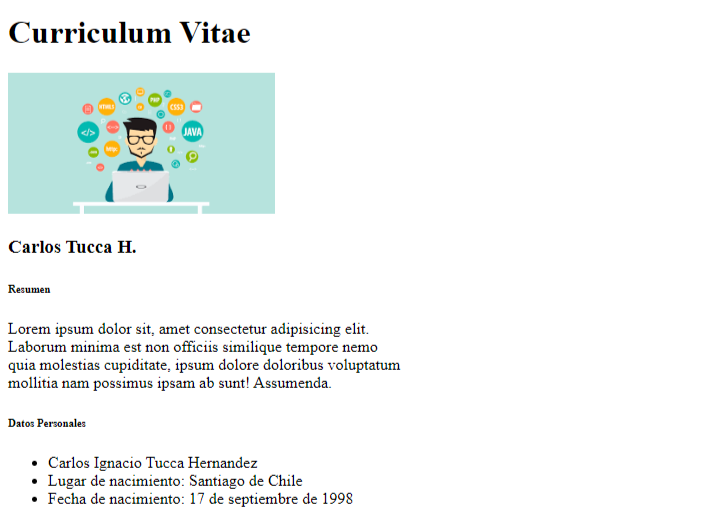 Curriculum Vitae
HTML5
PHP
CSS3
</>
JAVA
Carlos Tucca H.
Resumen
Lorem ipsum dolor sit, amet consectetur adipisicing elit.
Laborum minima est non officiis similique tempore nemo
quia molestias cupiditate, ipsum dolore doloribus voluptatum
mollitia nam possimus ipsam ab sunt! Assumenda.
Datos Personales
Carlos Ignacio Tucca Hernandez
Lugar de nacimiento: Santiago de Chile
Fecha de nacimiento: 17 de septiembre de 1998